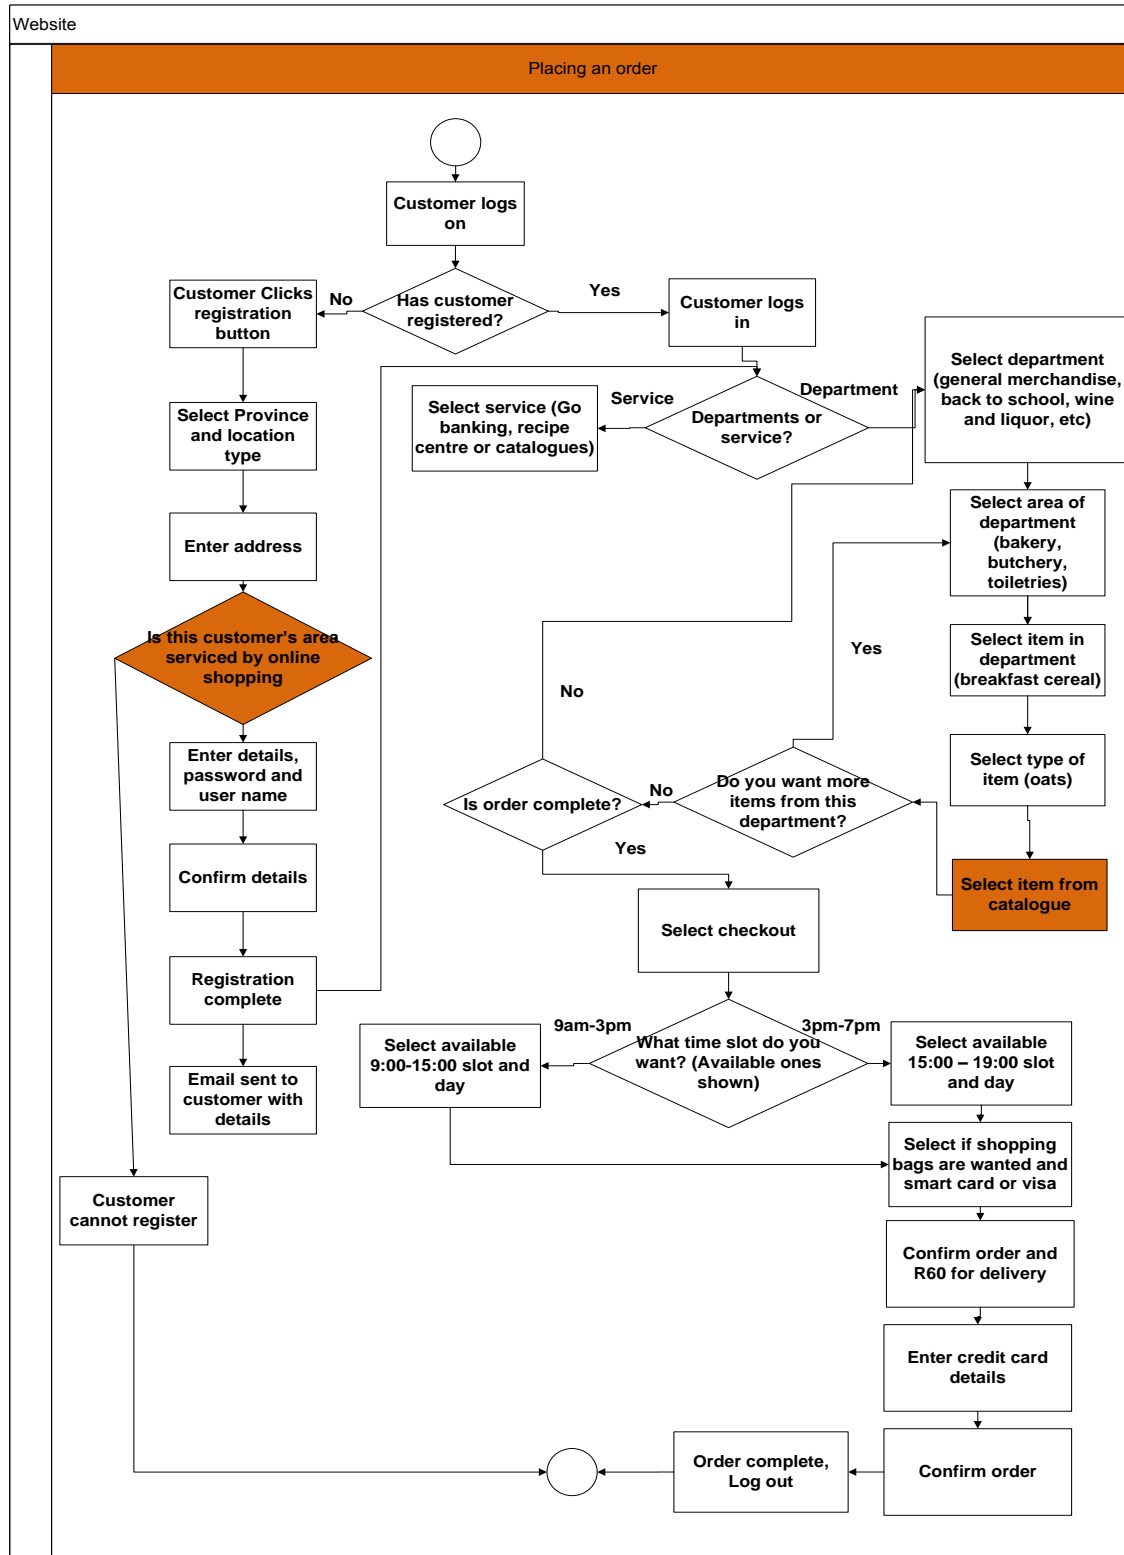 Website
Placing an order
Customer logs
on
Customer Clicks
registration
button
No
Has customer
registered?
Yes
Customer logs
in
Select department
(general merchandise,
back to school, wine
and liquor, etc)
Select Province
and location
type
Select service (Go
banking, recipe
centre or catalogues)
Service
Departments or
service?
Department
Select area of
department
(bakery,
butchery,
toiletries)
Enter address
Is this customer's area
serviced by online
shopping
Yes
Select item in
department
(breakfast cereal)
No
Enter details,
password and
user name
Select type of
item (oats)
Is order complete?
No
Do you want more
items from this
department?
Yes
Confirm details
Select item from
catalogue
Select checkout
Registration
complete
9am-3pm
3pm-7pm
What time slot do you
want? (Available ones
shown)
Select available
9:00-15:00 slot and
day
Select available
15:00 – 19:00 slot
and day
Email sent to
customer with
details
Select if shopping
bags are wanted and
smart card or visa
Customer
cannot register
Confirm order and
R60 for delivery
Enter credit card
details
Order complete,
Log out
Confirm order